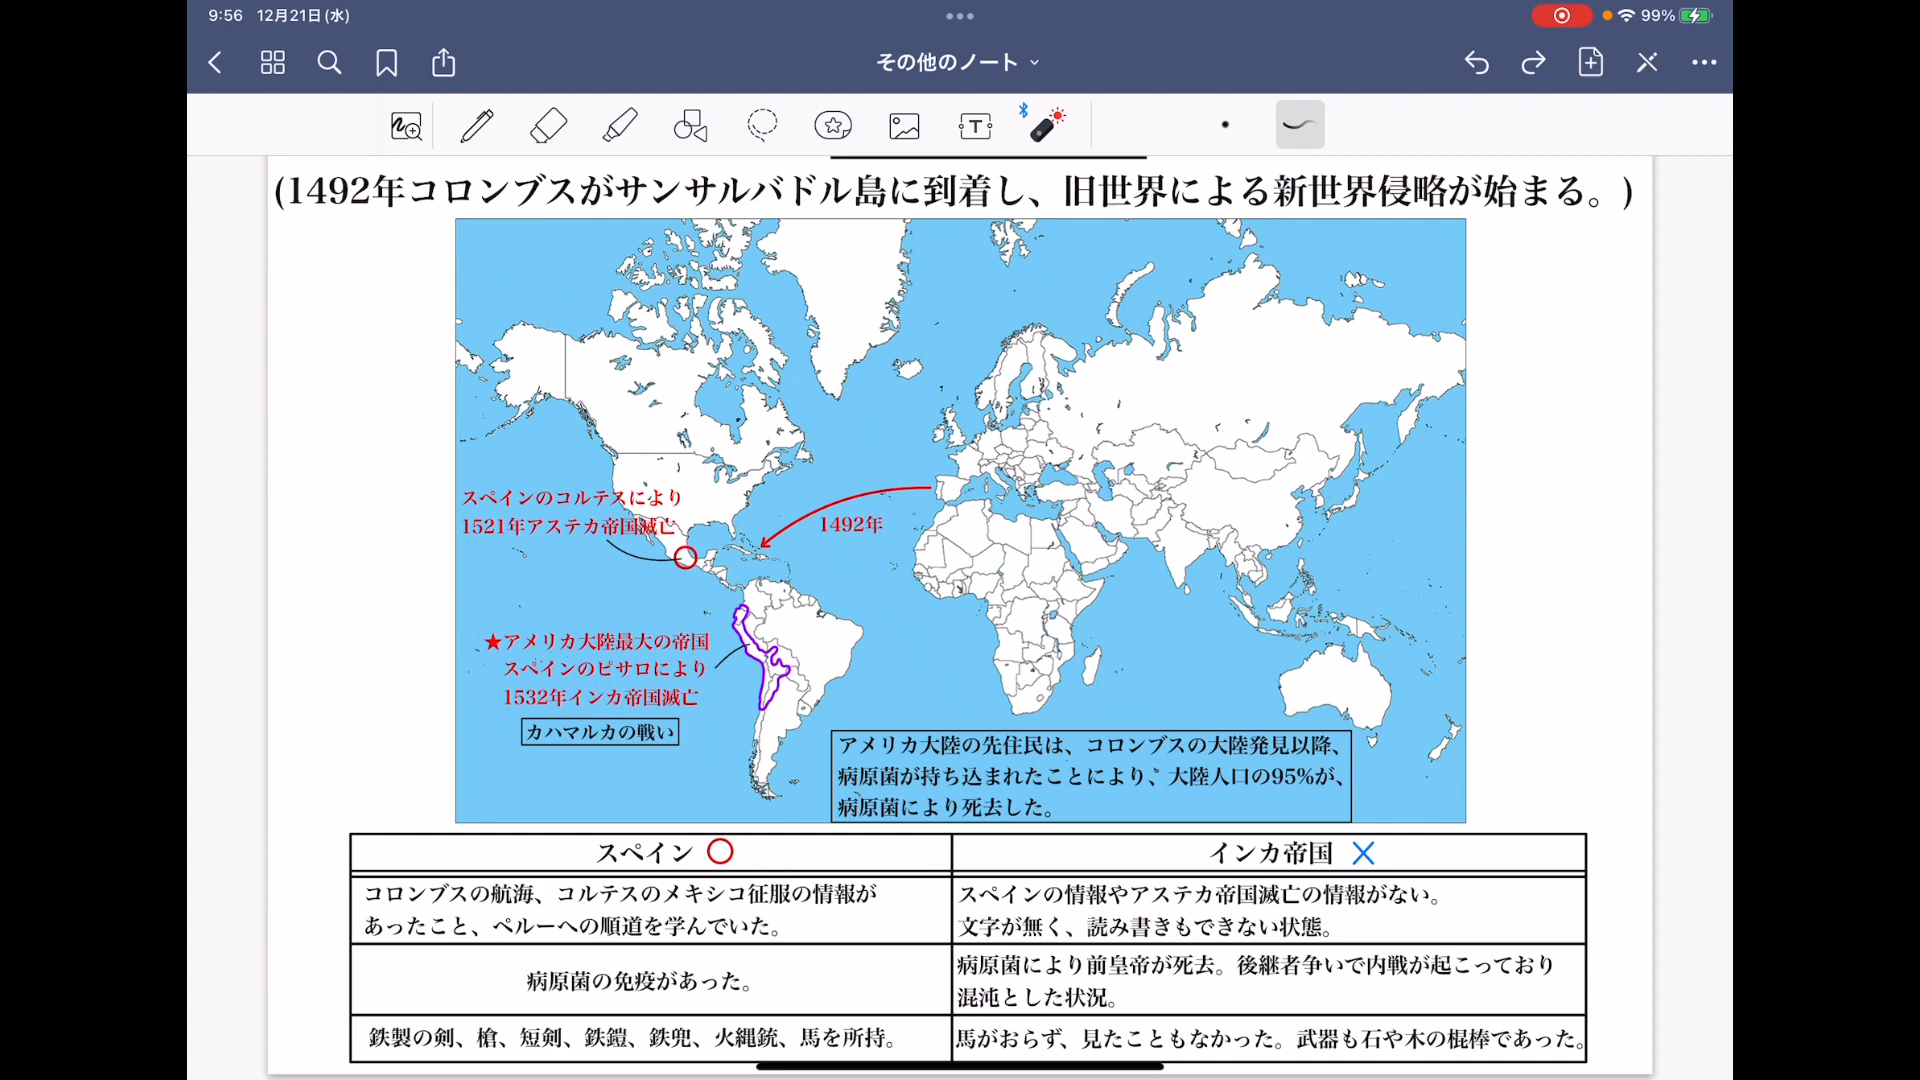 9:56 12月21日(水)
99%
その他のノート
T
(1492年コロンブスがサンサルバドル島に到着し、旧世界による新世界侵略が始まる。)
スペインのコルテスにより
1521年アステカ帝国滅亡
1492年
★アメリカ大陸最大の帝国
スペインのピサロにより
1532年インカ帝国滅亡
カハマルカの戦い
アメリカ大陸の先住民は、コロンブスの大陸発見以降、
病原菌が持ち込まれたことにより、大陸人口の95%が、
病原菌により死去した。
スペイン ○
インカ帝国 ×
コロンブスの航海、コルテスのメキシコ征服の情報が
あったこと、ペルーへの順道を学んでいた。
スペインの情報やアステカ帝国滅亡の情報がない。
文字が無く、読み書きもできない状態。
病原菌の免疫があった。
病原菌により前皇帝が死去。後継者争いで内戦が起こっており
混沌とした状況。
鉄製の剣、槍、短剣、鉄鎧、鉄兜、火縄銃、馬を所持。
馬がおらず、見たこともなかった。武器も石や木の棍棒であった。